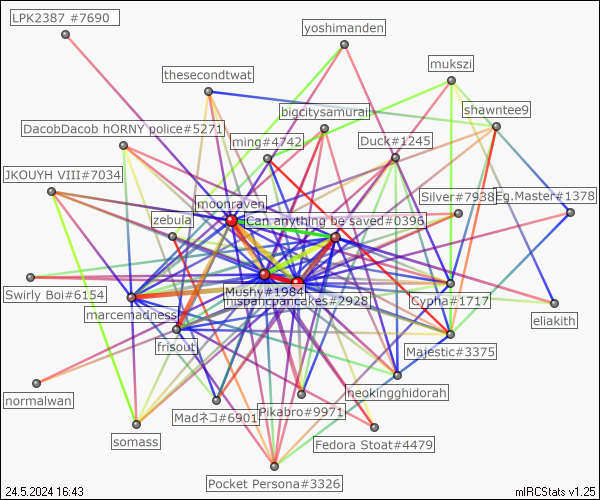 LPK2387 #7690
yoshimanden
mukszi
thesecondtwat
shawntee9
bigcitysamurai
DacobDacob hORNY police#5271
ming#4742
Duck#1245
JKOUYH VIII#7034
Silver#7938
Eg.Master#1378
moonraven
zebula
Can anything be saved#0396
Swirly Boi#6154
Mushy#1984
hispanicpancakes#2928
Cypha#1717
marcemadness
eliakith
frisouti
Majestic#3375
normalwan
neokingghidorah
Madネコ#6901
Pikabro#9971
somass
Fedora Stoat#4479
Pocket Persona#3326
24.5.2024 16:43
mIRCStats v1.25